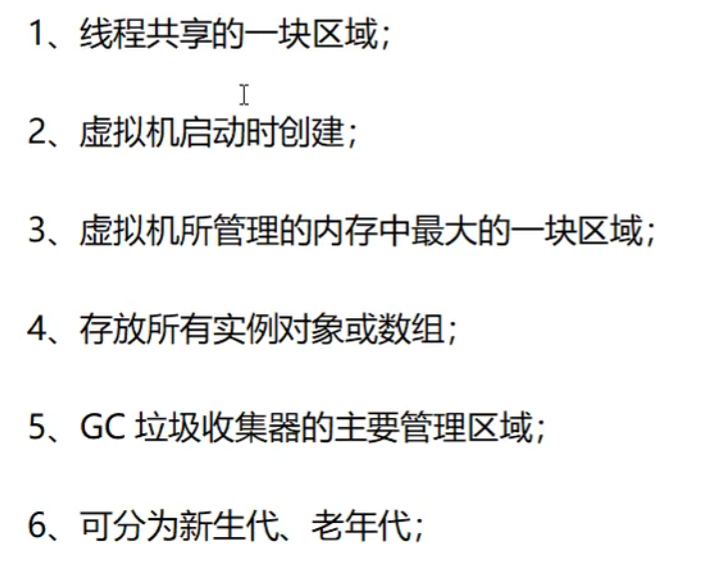 1、线程共享的一块区域；
2、虚拟机启动时创建；
3、虚拟机所管理的内存中最大的一块区域；
4、存放所有实例对象或数组；
5、GC 垃圾收集器的主要管理区域；
6、可分为新生代、老年代；